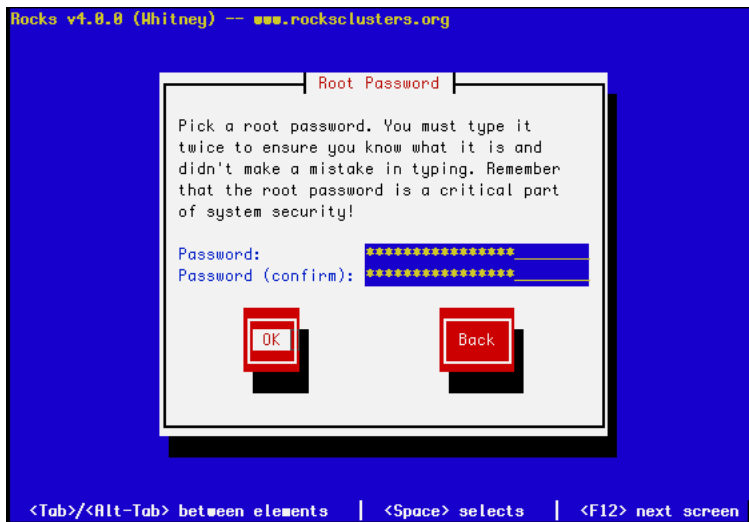 Rocks v4.0.0 (Whitney) -- www.rocksclusters.org
Root Password
Pick a root password. You must type it
twice to ensure you know what it is and
didn't make a mistake in typing. Remember
that the root password is a critical part
of system security!
Password: ****************________
Password (confirm): ****************________
OK Back
<Tab>/<Alt-Tab> between elements | <Space> selects | <F12> next screen